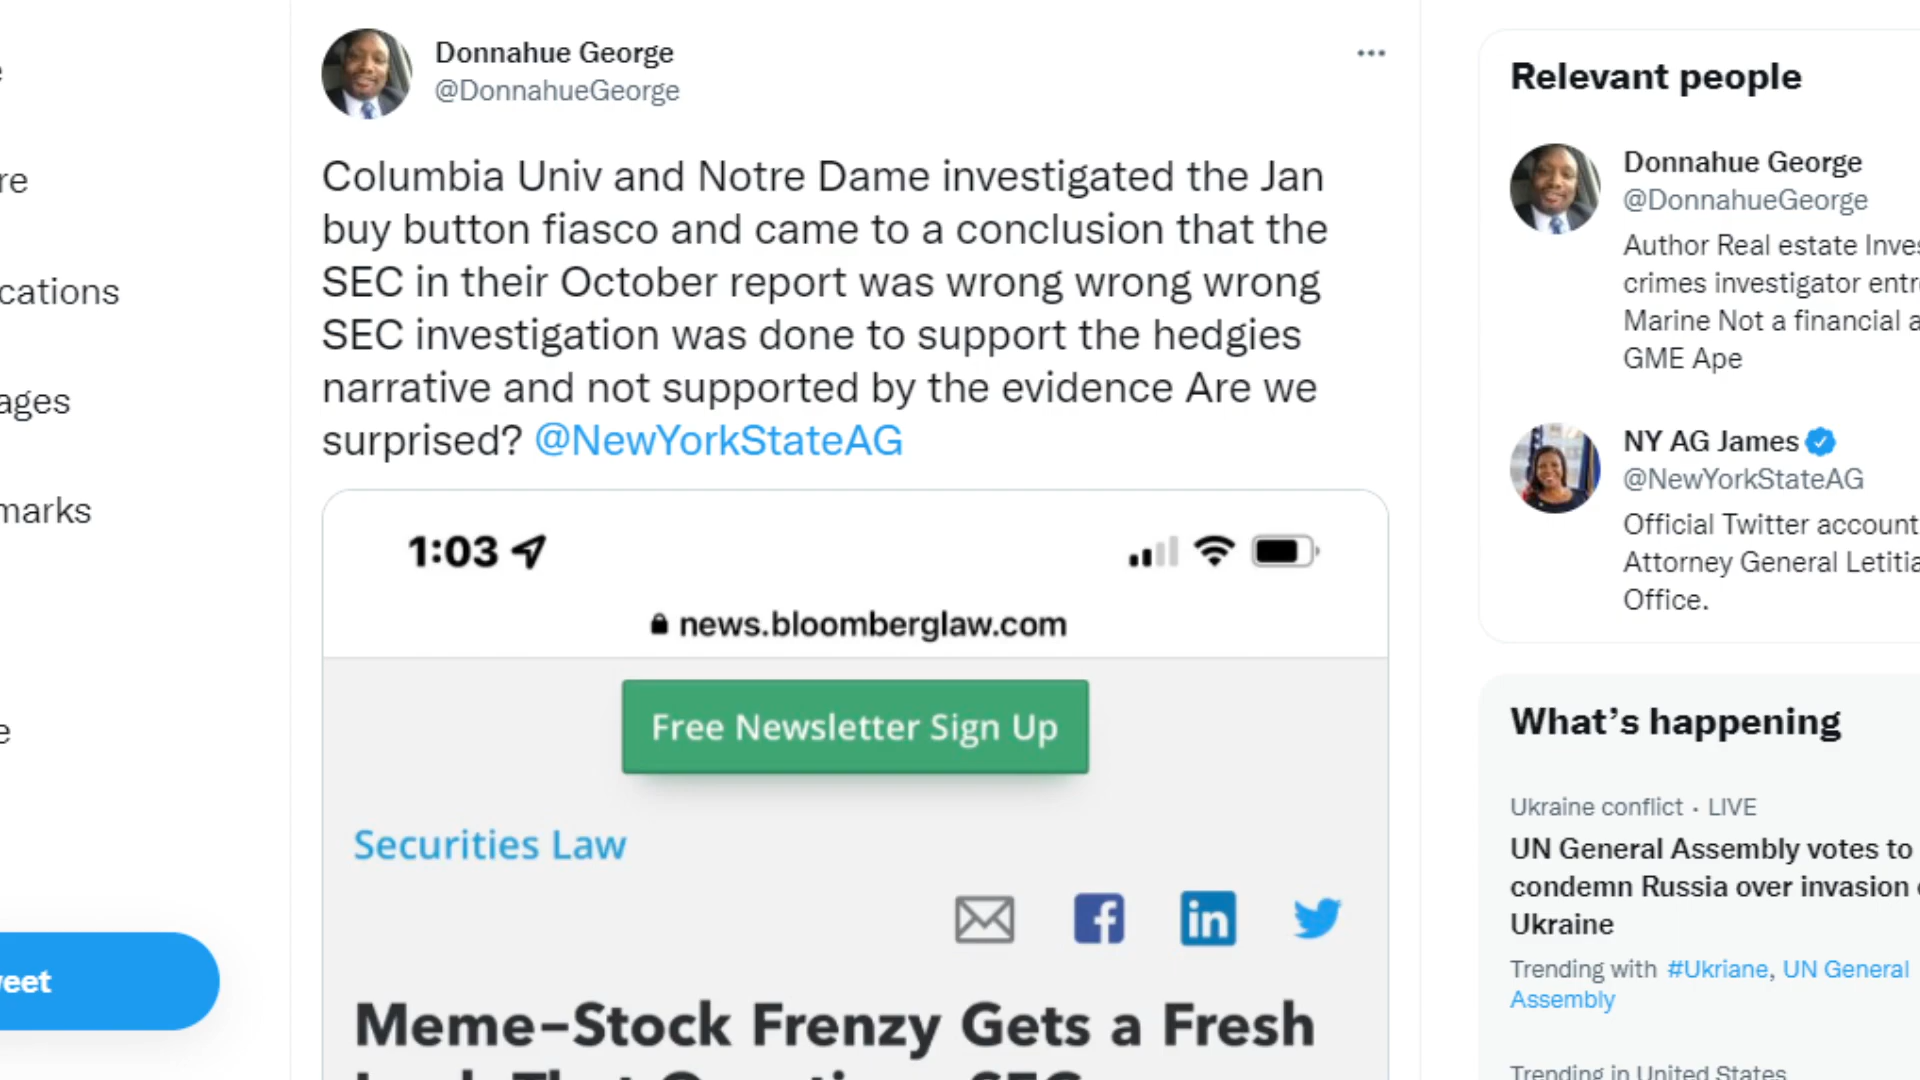 Donnahue George
@DonnahueGeorge
Columbia Univ and Notre Dame investigated the Jan
buy button fiasco and came to a conclusion that the
SEC in their October report was wrong wrong wrong
SEC investigation was done to support the hedgies
narrative and not supported by the evidence Are we
surprised? @NewYorkStateAG
1:03
news.bloomberglaw.com
Free Newsletter Sign Up
Securities Law
Meme-Stock Frenzy Gets a Fresh
re
cations
ages
marks
e
eet
Relevant people
Donnahue George
@DonnahueGeorge
Author Real estate Inves
crimes investigator entr
Marine Not a financial a
GME Ape
NY AG James
@NewYorkStateAG
Official Twitter account
Attorney General Letitia
Office.
What's happening
Ukraine conflict · LIVE
UN General Assembly votes to
condemn Russia over invasion
Ukraine
Trending with #Ukriane, UN General
Assembly
Trending in United States